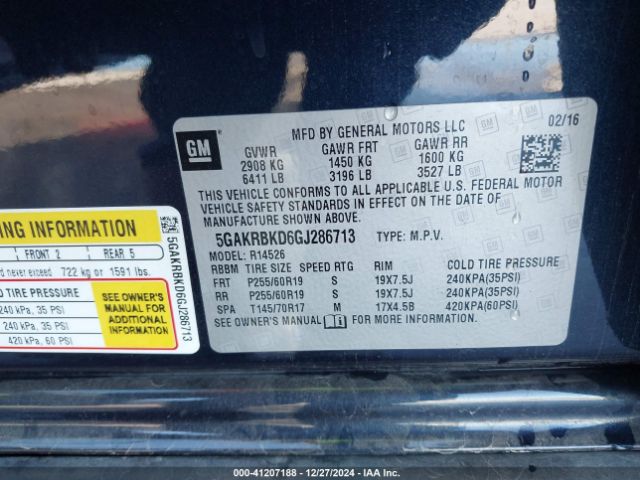 GM
MFD BY GENERAL MOTORS LLC
02/16
GVWR GAWR FRT GAWR RR
2908 KG 1450 KG 1600 KG
6411 LB 3196 LB 3527 LB
THIS VEHICLE CONFORMS TO ALL APPLICABLE U.S. FEDERAL MOTOR
VEHICLE SAFETY STANDARDS IN EFFECT ON THE DATE OF
MANUFACTURE SHOWN ABOVE.
5GAKRBKD6GJ286713 TYPE: M.P.V.
MODEL: R14526
RBBM TIRE SIZE SPEED RTG RIM COLD TIRE PRESSURE
FRT P255/60R19 S 19X7.5J 240KPA(35PSI)
RR P255/60R19 S 19X7.5J 240KPA(35PSI)
SPA T145/70R17 M 17X4.5B 420KPA(60PSI)
SEE OWNER'S MANUAL FOR MORE INFORMATION
ING INFORMATION
FRONT 2 REAR 5
never exceed 722 kg or 1591 lbs.
TIRE PRESSURE
240 kPa, 35 PSI
240 kPa, 35 PSI
420 kPa, 60 PSI
SEE OWNER'S
MANUAL FOR
ADDITIONAL
INFORMATION
5GAKRBKD6GJ286713
000-41207188 - 12/27/2024 - IAA Inc.